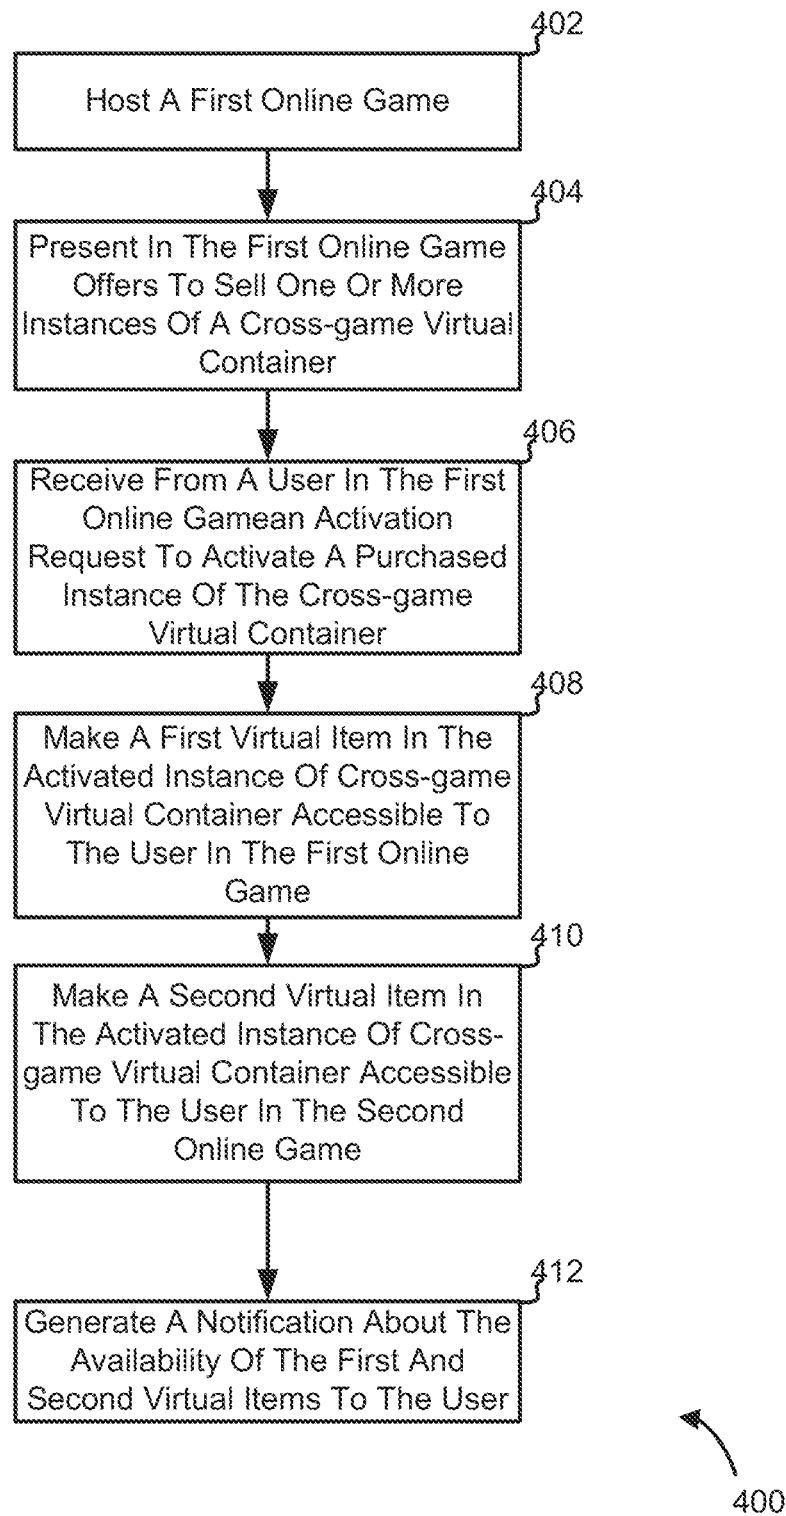 402
Host A First Online Game
404
Present In The First Online Game
Offers To Sell One Or More
Instances Of A Cross-game Virtual
Container
406
Receive From A User In The First
Online Gamean Activation
Request To Activate A Purchased
Instance Of The Cross-game
Virtual Container
408
Make A First Virtual Item In The
Activated Instance Of Cross-game
Virtual Container Accessible To
The User In The First Online
Game
410
Make A Second Virtual Item In
The Activated Instance Of Cross-
game Virtual Container Accessible
To The User In The Second
Online Game
412
Generate A Notification About The
Availability Of The First And
Second Virtual Items To The User
400